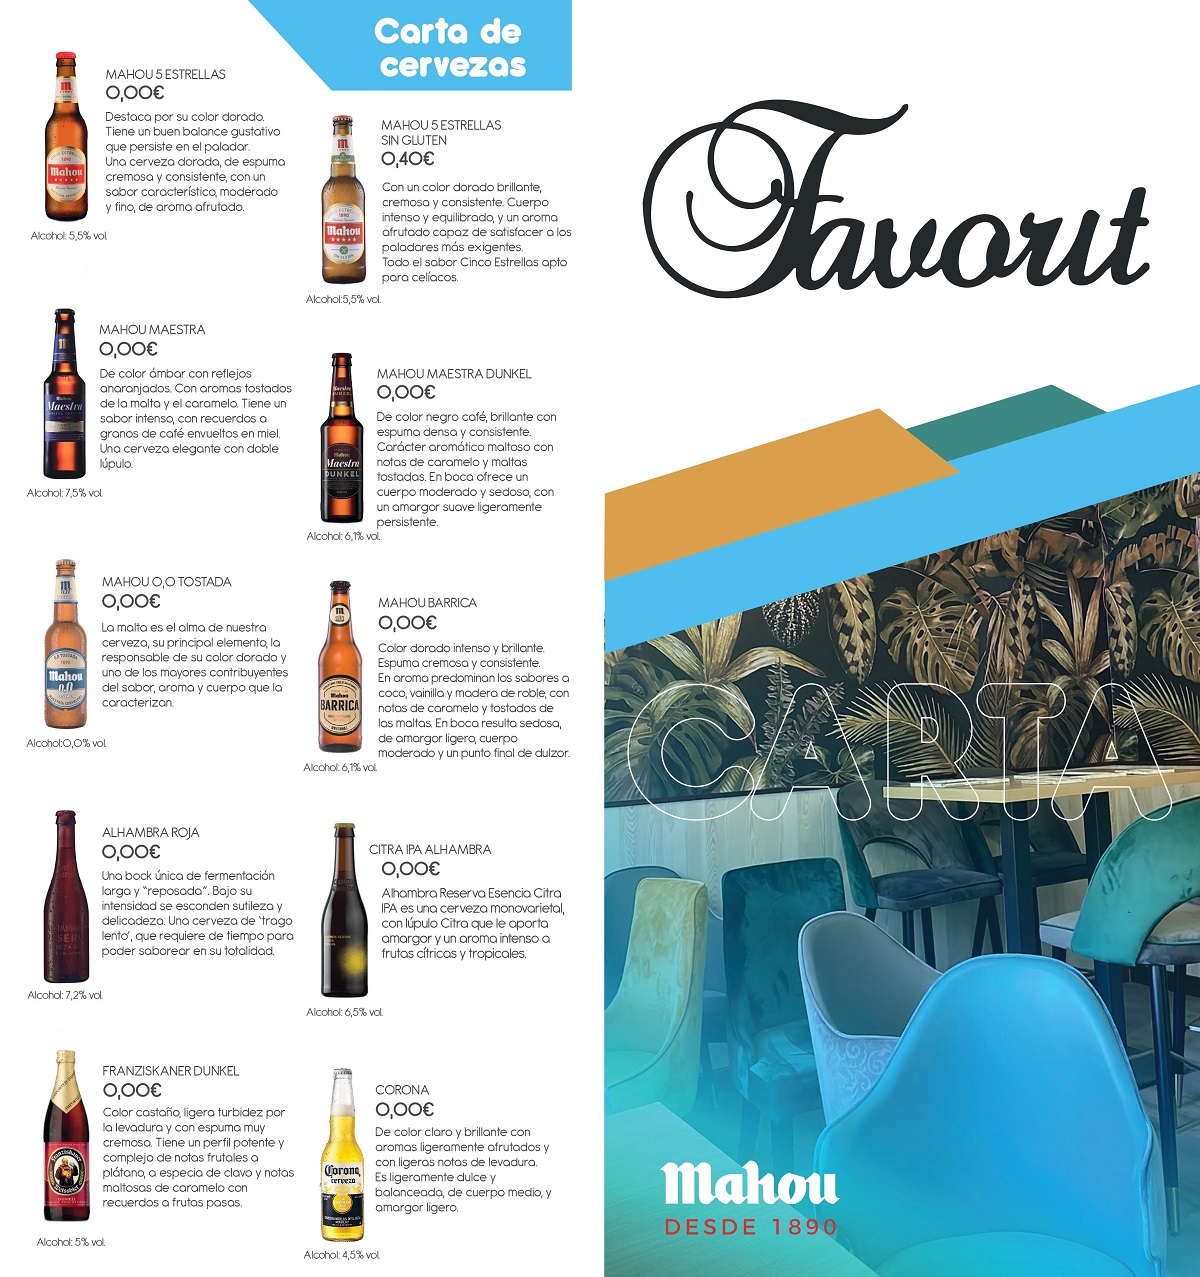 Carta de
cervezas
MAHOU 5 ESTRELLAS
0,00€
Destaca por su color dorado.
Tiene un buen balance gustativo
que persiste en el paladar.
Una cerveza dorada, de espuma
cremosa y consistente, con un
sabor característico, moderado
y fino, de aroma afrutado.
Alcohol: 5,5% vol.
MAHOU 5 ESTRELLAS
SIN GLUTEN
0,40€
Con un color dorado brillante,
cremosa y consistente. Cuerpo
intenso y equilibrado, y un aroma
afrutado capaz de satisfacer a los
paladares más exigentes.
Todo el sabor Cinco Estrellas apto
para celíacos.
Alcohol:5,5% vol.
MAHOU MAESTRA
0,00€
De color ámbar con reflejos
anaranjados. Con aromas tostados
de la malta y el caramelo. Tiene un
sabor intenso, con recuerdos a
granos de café envueltos en miel.
Una cerveza elegante con doble
lúpulo.
Alcohol: 7,5% vol.
MAHOU MAESTRA DUNKEL
0,00€
De color negro café, brillante con
espuma densa y consistente.
Carácter aromático maltoso con
notas de caramelo y maltas
tostadas. En boca ofrece un
cuerpo moderado y sedoso, con
un amargor suave ligeramente
persistente.
Alcohol: 6,1% vol.
MAHOU 0,0 TOSTADA
0,00€
La malta es el alma de nuestra
cerveza, su principal elemento, la
responsable de su color dorado y
uno de los mayores contribuyentes
del sabor, aroma y cuerpo que la
caracterizan.
Alcohol:0,0% vol.
MAHOU BARRICA
0,00€
Color dorado intenso y brillante.
Espuma cremosa y consistente.
En aroma predominan los sabores a
coco, vainilla y madera de roble, con
notas de caramelo y tostados de
las maltas. En boca resulta sedosa,
de amargor ligero, cuerpo
moderado y un punto final de dulzor.
Alcohol: 6,1% vol.
ALHAMBRA ROJA
0,00€
Una bock única de fermentación
larga y "reposada". Bajo su
intensidad se esconden sutileza y
delicadeza. Una cerveza de 'trago
lento', que requiere de tiempo para
poder saborear en su totalidad.
Alcohol: 7,2% vol.
CITRA IPA ALHAMBRA
0,00€
Alhambra Reserva Esencia Citra
IPA es una cerveza monovarietal,
con lúpulo Citra que le aporta
amargor y un aroma intenso a
frutas cítricas y tropicales.
Alcohol: 6,5% vol.
FRANZISKANER DUNKEL
0,00€
Color castaño, ligera turbidez por
la levadura y con espuma muy
cremosa. Tiene un perfil potente y
complejo de notas frutales a
plátano, a especia de clavo y notas
maltosas de caramelo con
recuerdos a frutas pasas.
Alcohol: 5% vol.
CORONA
0,00€
De color claro y brillante con
aromas ligeramente afrutados y
con ligeras notas de levadura.
Es ligeramente dulce y
balanceada, de cuerpo medio, y
amargor ligero.
Alcohol: 4,5% vol.
Mahou
Mahou
Mahou
Maestra
Mahou
Maestra
DUNKEL
Mahou
0,0
Mahou
BARRICA
Franziskaner
Weissbier
DUNKEL
Corona
cerveza
Favorit
CARTA
Mahou
DESDE 1890